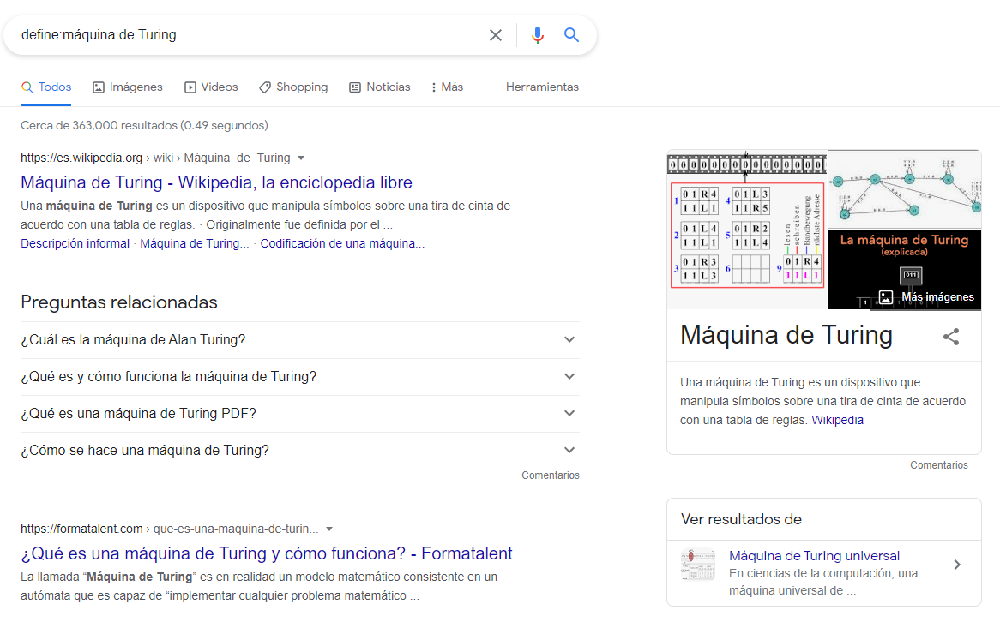 define:máquina de Turing
Todos
Imágenes
Videos
Shopping
Noticias
Más
Herramientas
Cerca de 363,000 resultados (0.49 segundos)
https://es.wikipedia.org › wiki › Máquina_de_Turing
Máquina de Turing - Wikipedia, la enciclopedia libre
Una máquina de Turing es un dispositivo que manipula símbolos sobre una tira de cinta de
acuerdo con una tabla de reglas. · Originalmente fue definida por el ...
Descripción informal · Máquina de Turing... · Codificación de una máquina...
Preguntas relacionadas
¿Cuál es la máquina de Alan Turing?
¿Qué es y cómo funciona la máquina de Turing?
¿Qué es una máquina de Turing PDF?
¿Cómo se hace una máquina de Turing?
Comentarios
https://formatalent.com › que-es-una-maquina-de-turin...
¿Qué es una máquina de Turing y cómo funciona? - Formatalent
La llamada “Máquina de Turing” es en realidad un modelo matemático consistente en un
autómata que es capaz de “implementar cualquier problema matemático ...
1 0 1 R 4 4 0 1 L 3
1 1 L 1 1 1 R 5
2 0 1 L 4 5 0 1 R 2
1 1 L 1 1 1 L 4
3 0 1 R 3 6 9 0 1 R 4
1 1 L 3 1 1 L 1
lesen
schreiben
Bandbewegung
nächste Adresse
La máquina de Turing
(explicada)
011
Más imágenes
Máquina de Turing
Una máquina de Turing es un dispositivo que
manipula símbolos sobre una tira de cinta de acuerdo
con una tabla de reglas. Wikipedia
Comentarios
Ver resultados de
Máquina de Turing universal
En ciencias de la computación, una
máquina universal de ...